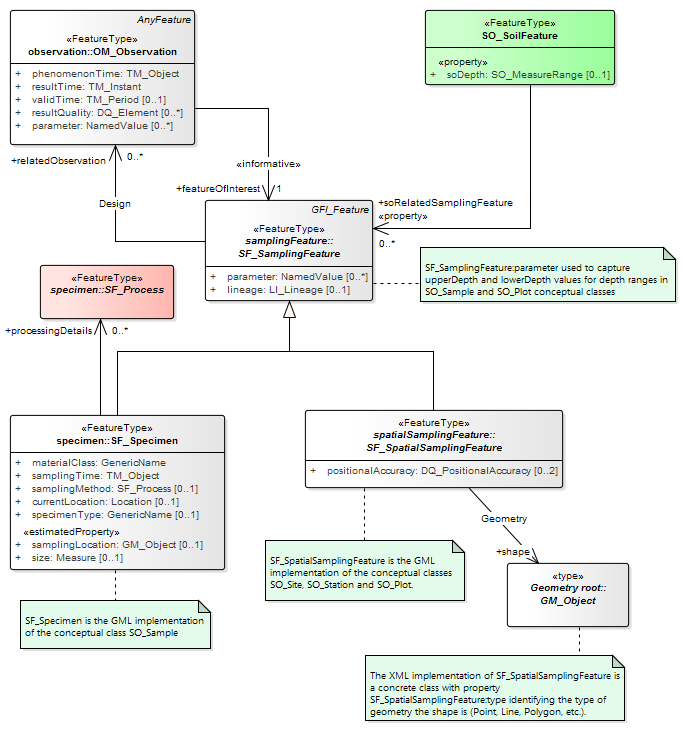 AnyFeature
«FeatureType»
observation::OM_Observation
+ phenomenonTime: TM_Object
+ resultTime: TM_Instant
+ validTime: TM_Period [0..1]
+ resultQuality: DQ_Element [0..*]
+ parameter: NamedValue [0..*]
«FeatureType»
SO_SoilFeature
«property»
+ soDepth: SO_MeasureRange [0..1]
+relatedObservation
0..*
«informative»
+featureOfInterest
1
Design
+soRelatedSamplingFeature
«property»
0..*
GFI_Feature
«FeatureType»
samplingFeature::
SF_SamplingFeature
+ parameter: NamedValue [0..*]
+ lineage: LI_Lineage [0..1]
SF_SamplingFeature:parameter used to capture
upperDepth and lowerDepth values for depth ranges in
SO_Sample and SO_Plot conceptual classes
«FeatureType»
specimen::SF_Process
+processingDetails
0..*
«FeatureType»
specimen::SF_Specimen
+ materialClass: GenericName
+ samplingTime: TM_Object
+ samplingMethod: SF_Process [0..1]
+ currentLocation: Location [0..1]
+ specimenType: GenericName [0..1]
«estimatedProperty»
+ samplingLocation: GM_Object [0..1]
+ size: Measure [0..1]
«FeatureType»
spatialSamplingFeature::
SF_SpatialSamplingFeature
+ positionalAccuracy: DQ_PositionalAccuracy [0..2]
Geometry
+shape
SF_SpatialSamplingFeature is the GML
implementation of the conceptual classes
SO_Site, SO_Station and SO_Plot.
«type»
Geometry root::
GM_Object
SF_Specimen is the GML implementation
of the conceptual class SO_Sample
The XML implementation of SF_SpatialSamplingFeature is
a concrete class with property
SF_SpatialSamplingFeature:type identifying the type of
geometry the shape is (Point, Line, Polygon, etc.).